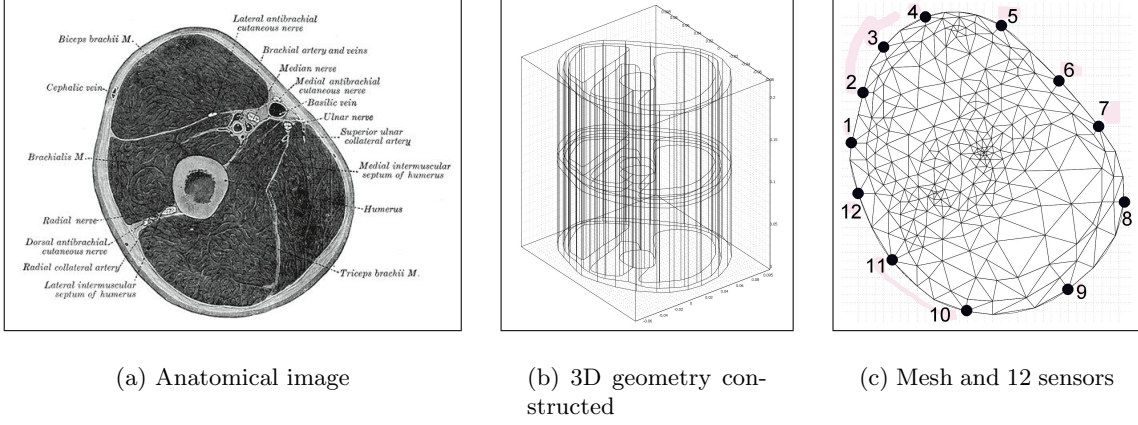 Lateral antibrachial
cutaneous nerve
Biceps brachii M.
Brachial artery and veins
Median nerve
Medial antibrachial
cutaneous nerve
Cephalic vein
Basilic vein
Ulnar nerve
Superior ulnar
collateral artery
Brachialis M.
Medial intermuscular
septum of humerus
Humerus
Radial nerve
Dorsal antibrachial
cutaneous nerve
Radial collateral artery
Lateral intermuscular
septum of humerus
Triceps brachii M.
4
5
3
6
2
7
1
12
8
11
9
10
(a) Anatomical image
(b) 3D geometry con-
structed
(c) Mesh and 12 sensors